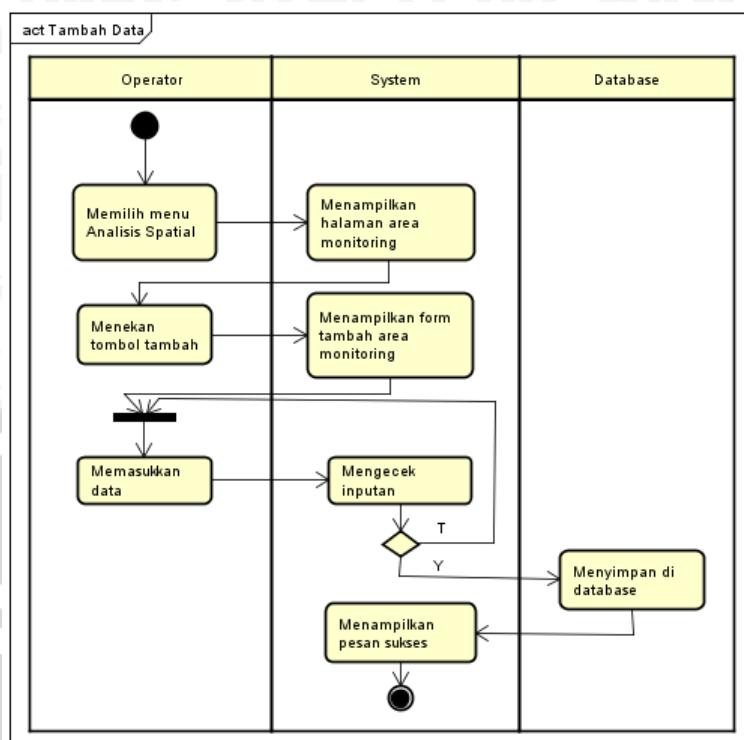 act Tambah Data
Operator
System
Database
Memilih menu
Analisis Spatial
Menampilkan
halaman area
monitoring
Menekan
tombol tambah
Menampilkan form
tambah area
monitoring
Memasukkan
data
Mengecek
inputan
T
Y
Menyimpan di
database
Menampilkan
pesan sukses